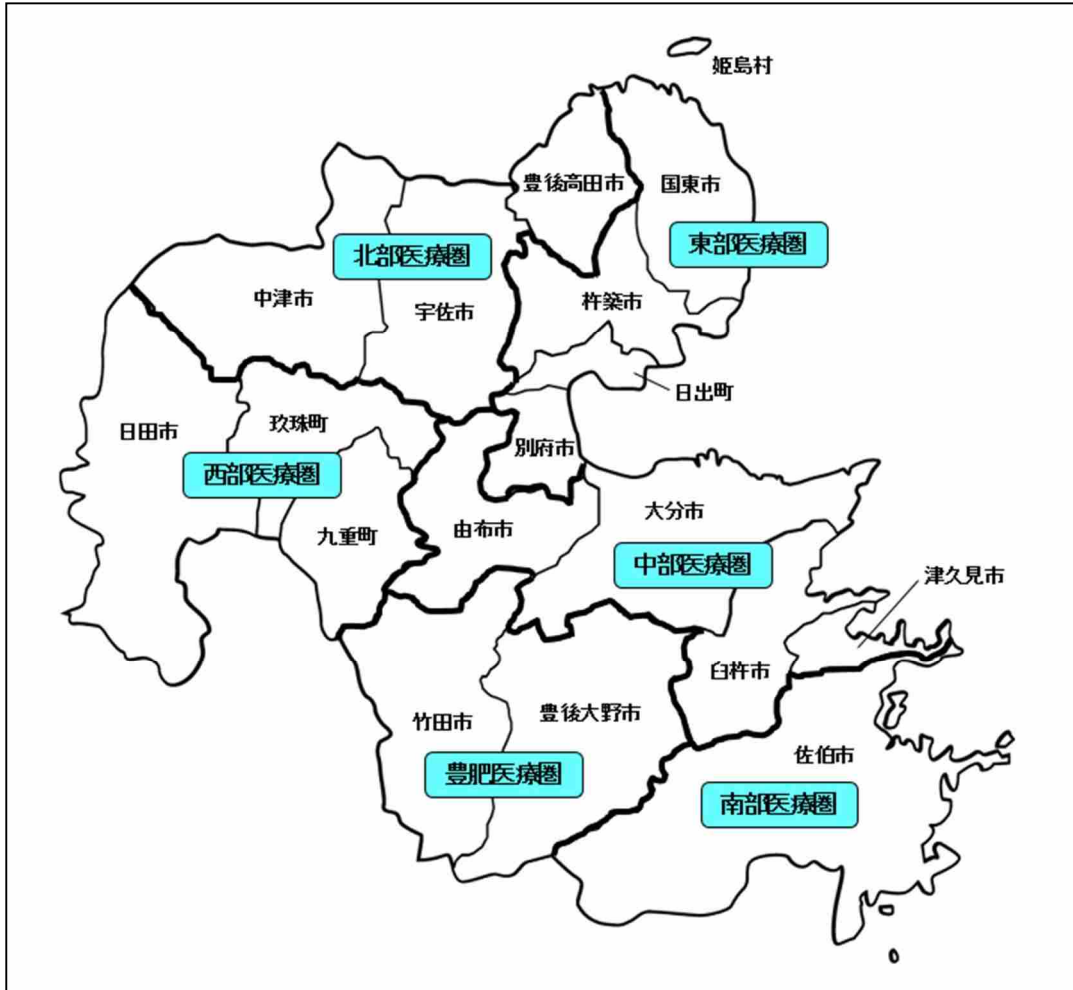 姫島村
豊後高田市
国東市
東部医療圏
北部医療圏
中津市
宇佐市
杵築市
日出町
日田市
玖珠町
別府市
西部医療圏
九重町
由布市
大分市
中部医療圏
津久見市
臼杵市
竹田市
豊後大野市
豊肥医療圏
佐伯市
南部医療圏